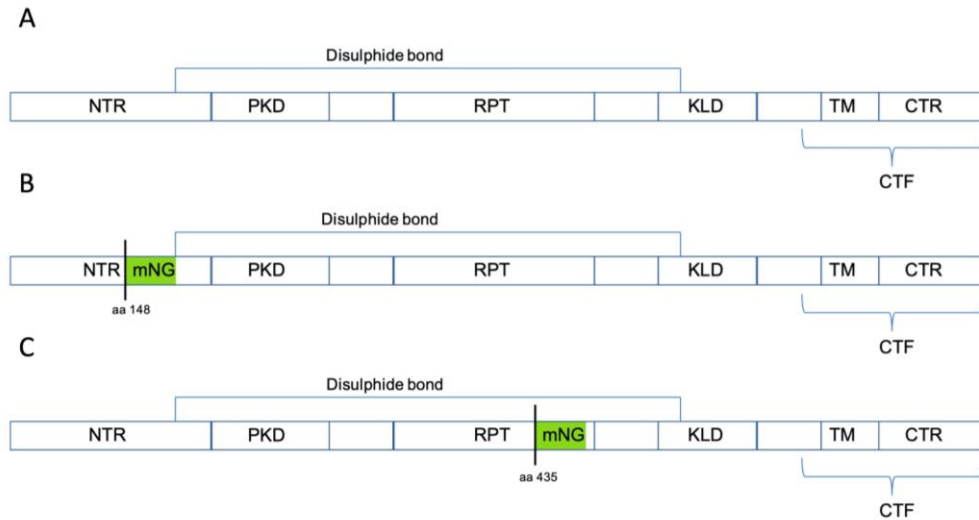 A
Disulphide bond
NTR PKD RPT KLD TM CTR
CTF
B
Disulphide bond
NTR mNG PKD RPT KLD TM CTR
aa 148
CTF
C
Disulphide bond
NTR PKD RPT mNG KLD TM CTR
aa 435
CTF